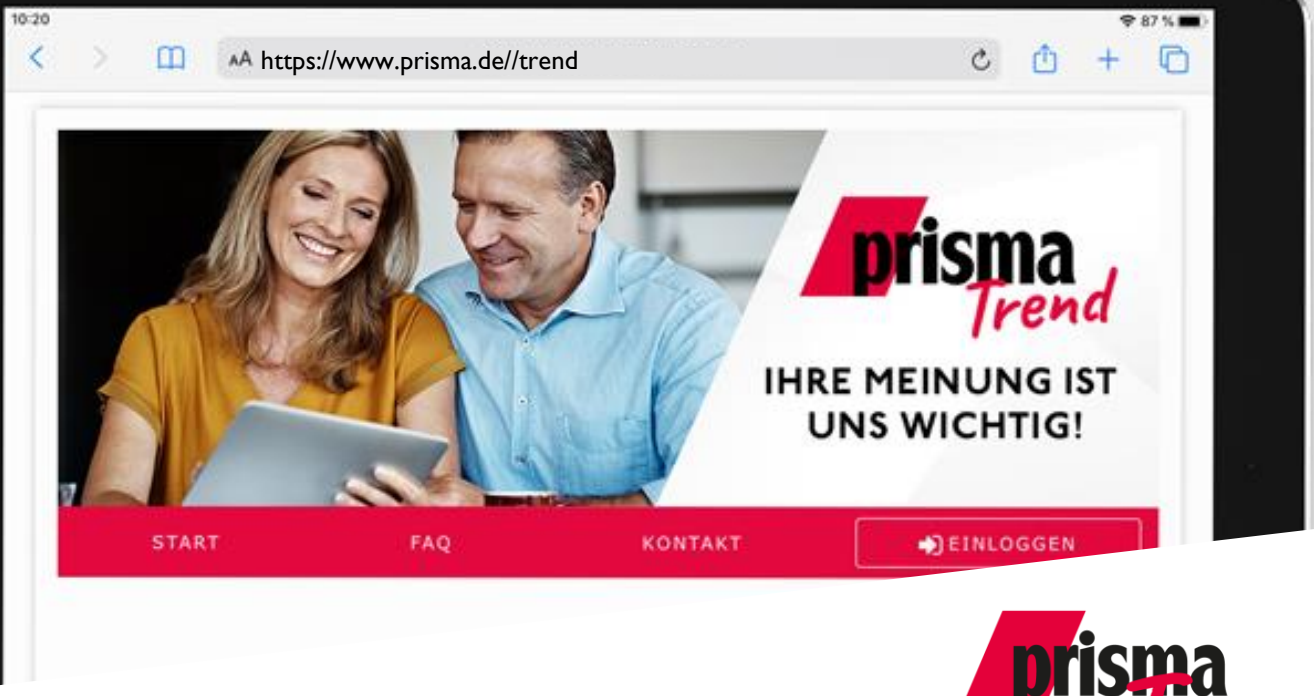 10:20
87 %
AA https://www.prisma.de//trend
prisma
Trend
IHRE MEINUNG IST
UNS WICHTIG!
START FAQ KONTAKT EINLOGGEN
prisma